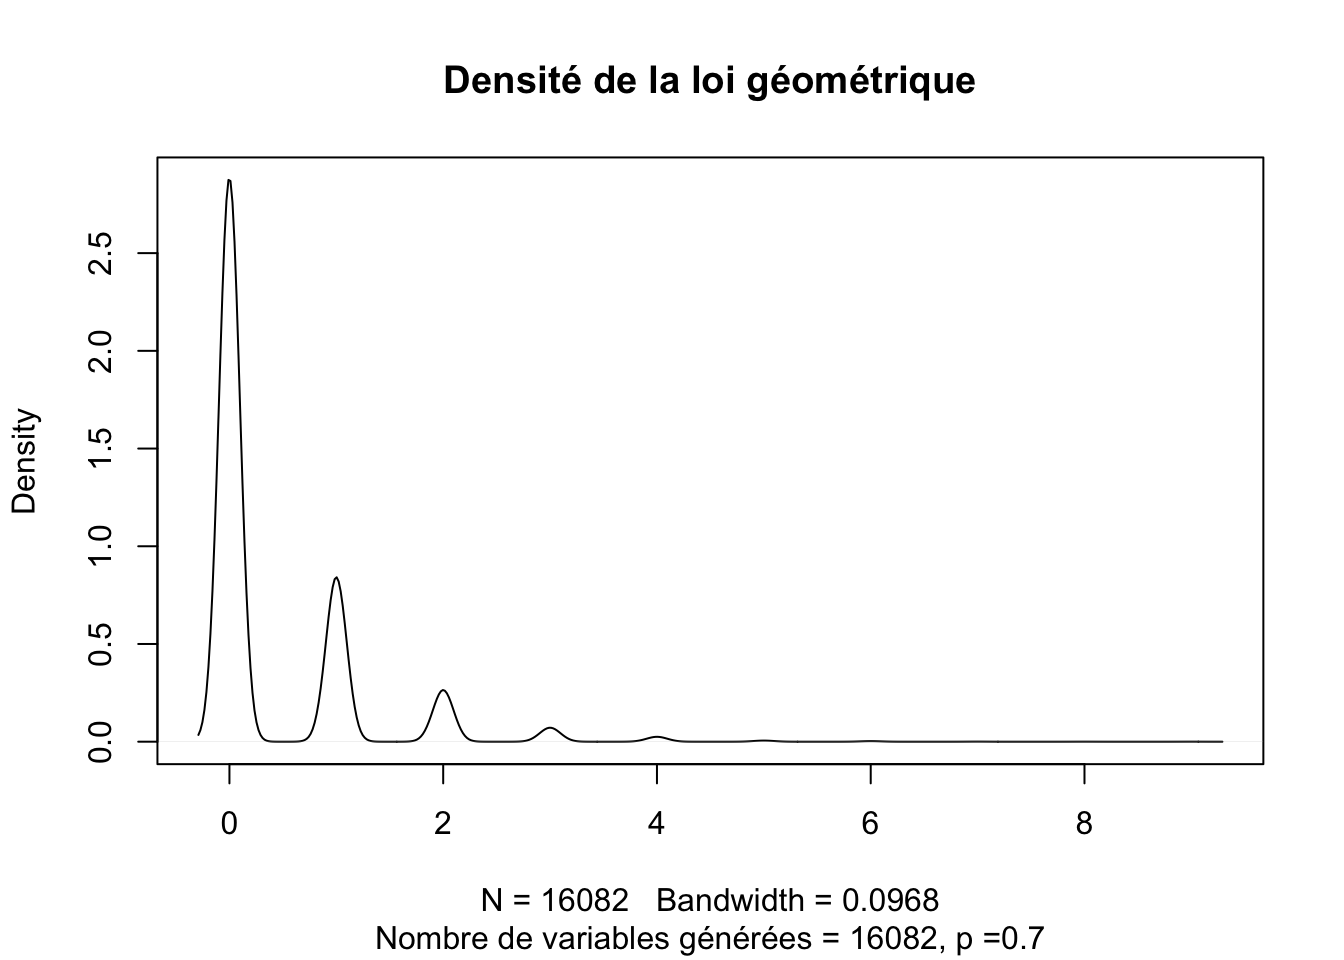 Densité de la loi géométrique
Density
2.5
2.0
1.5
1.0
0.5
0.0
0 2 4 6 8
N = 16082 Bandwidth = 0.0968
Nombre de variables générées = 16082, p =0.7